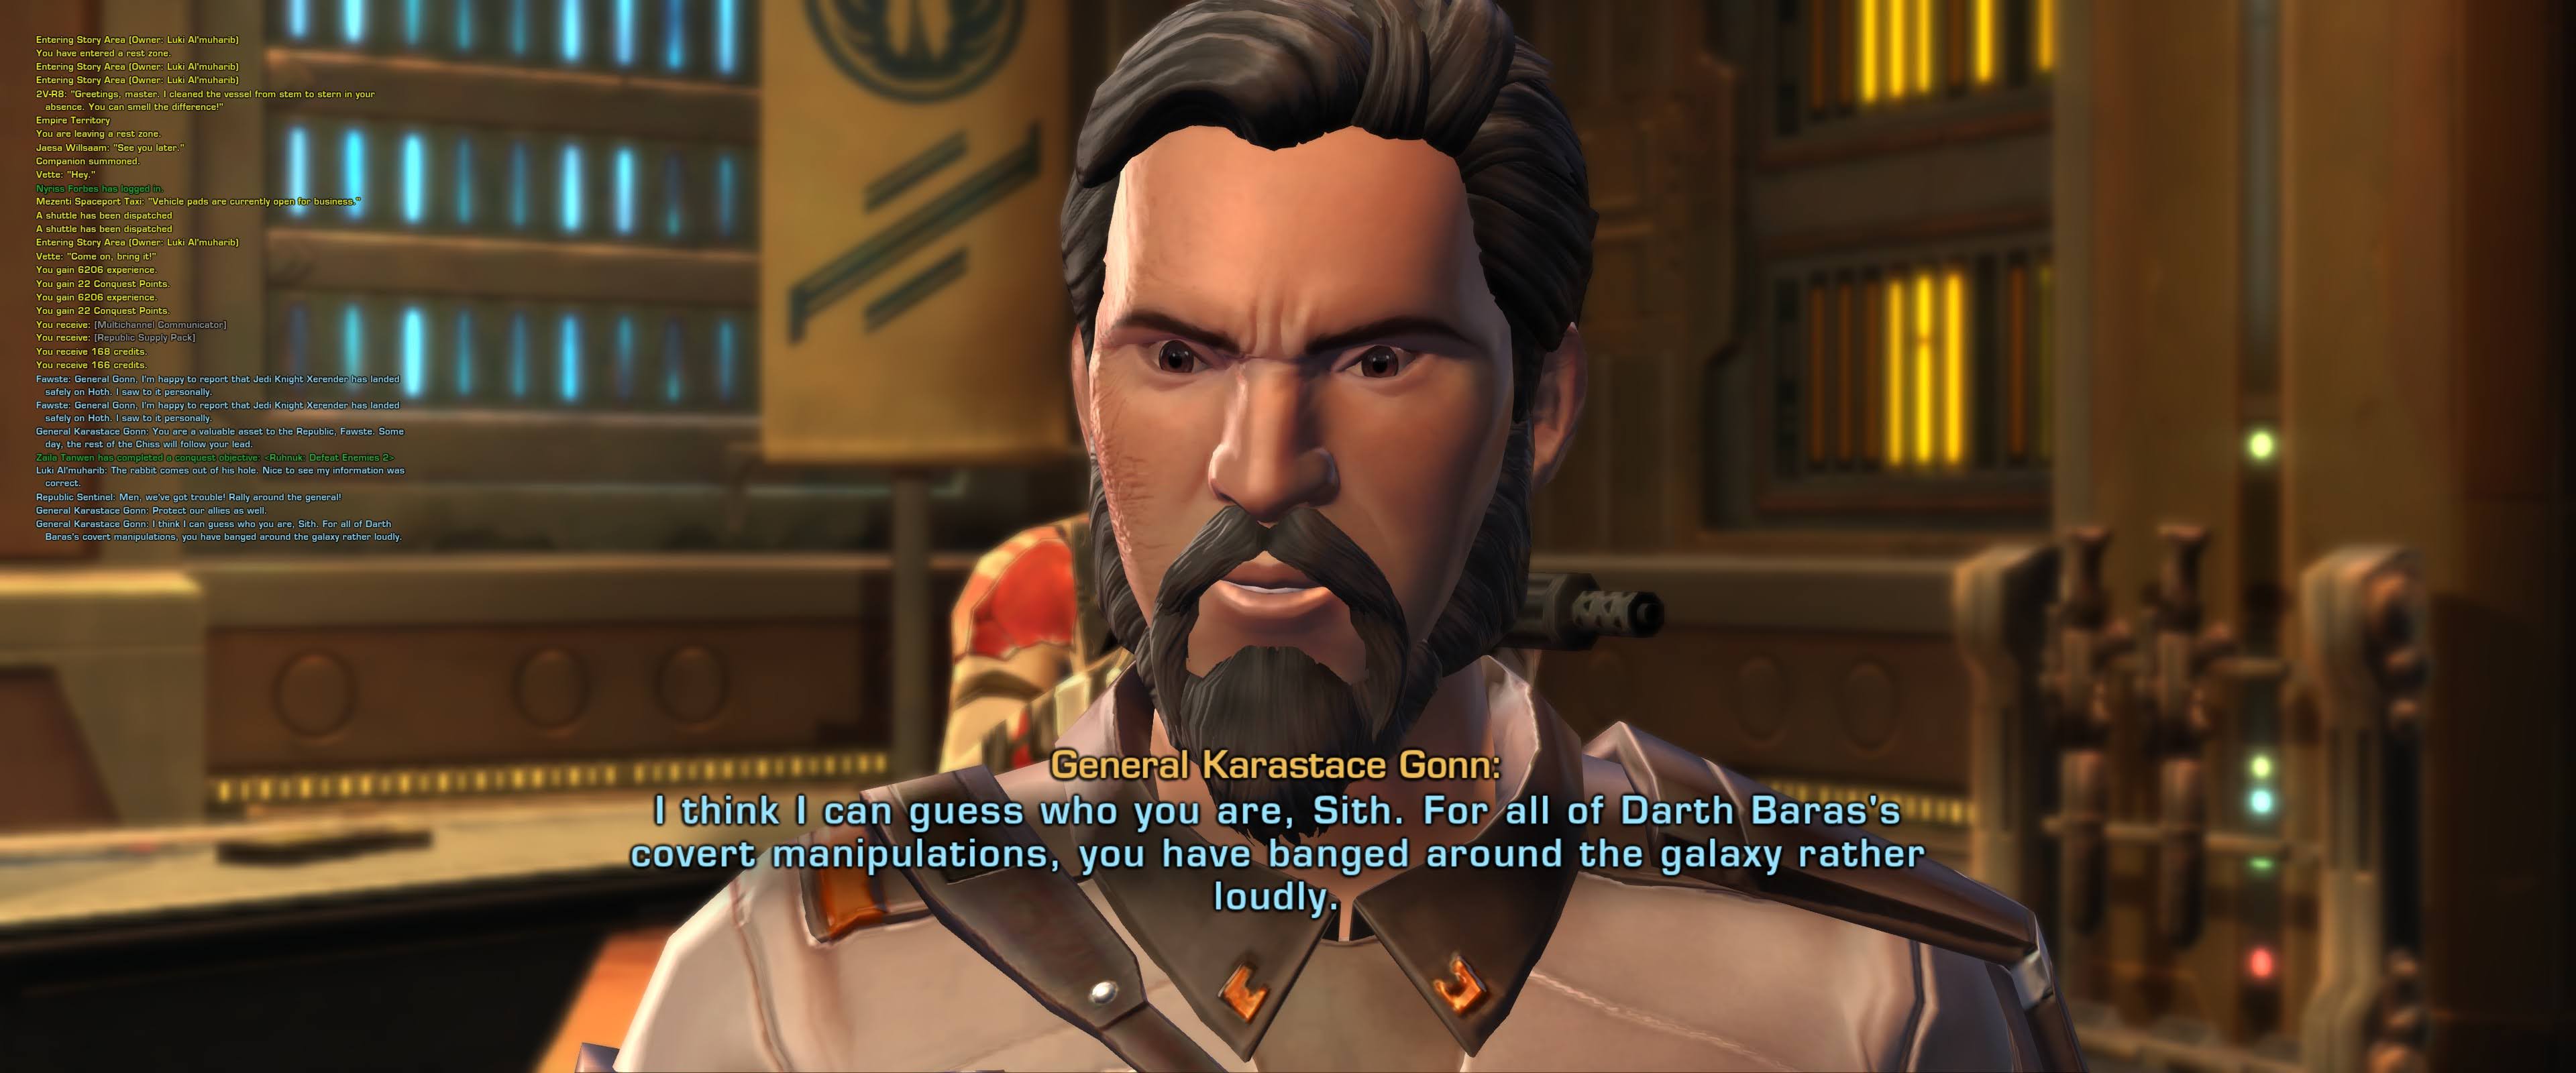 Entering Story Area (Owner: Luki Al'muharib)
You have entered a rest zone.
Entering Story Area (Owner: Luki Al'muharib)
Entering Story Area (Owner: Luki Al'muharib)
2V-R8: "Greetings, master. I cleaned the vessel from stem to stern in your
absence. You can smell the difference!"
Empire Territory
You are leaving a rest zone.
Jaesa Willsaam: "See you later."
Companion summoned.
Vette: "Hey."
Nyriss Forbes has logged in.
Mezenti Spaceport Taxi: "Vehicle pads are currently open for business."
A shuttle has been dispatched
A shuttle has been dispatched
Entering Story Area (Owner: Luki Al'muharib)
Vette: "Come on, bring it!"
You gain 6206 experience.
You gain 22 Conquest Points.
You gain 6206 experience.
You gain 22 Conquest Points.
You receive: [Multichannel Communicator]
You receive: [Republic Supply Pack]
You receive 168 credits.
You receive 166 credits.
Fawste: General Gonn, I'm happy to report that Jedi Knight Xerender has landed
safely on Hoth. I saw to it personally.
Fawste: General Gonn, I'm happy to report that Jedi Knight Xerender has landed
safely on Hoth. I saw to it personally.
General Karastace Gonn: You are a valuable asset to the Republic, Fawste. Some
day, the rest of the Chiss will follow your lead.
Zaila Tanwen has completed a conquest objective: <Ruhnuk: Defeat Enemies 2>
Luki Al'muharib: The rabbit comes out of his hole. Nice to see my information was
correct.
Republic Sentinel: Men, we've got trouble! Rally around the general!
General Karastace Gonn: Protect our allies as well.
General Karastace Gonn: I think I can guess who you are, Sith. For all of Darth
Baras's covert manipulations, you have banged around the galaxy rather loudly.
General Karastace Gonn:
I think I can guess who you are, Sith. For all of Darth Baras's
covert manipulations, you have banged around the galaxy rather
loudly.